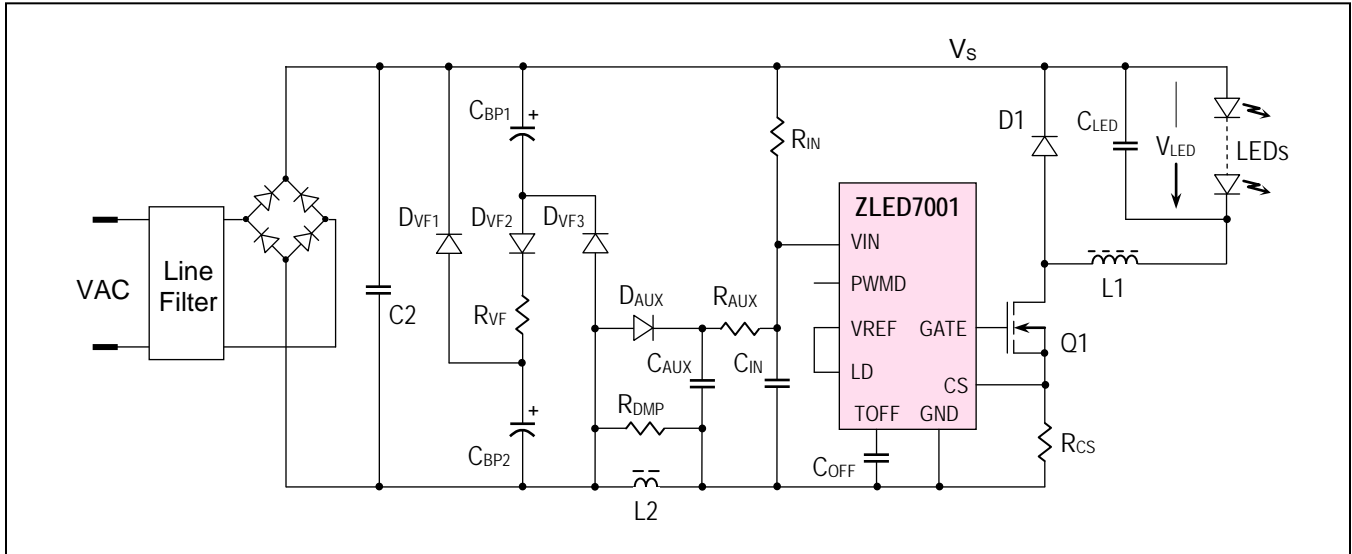 VS
CBP1
+
RIN
D1
CLED
VLED
LEDs
ZLED7001
DVF1
DVF2
DVF3
VIN
Line
Filter
VAC
C2
PWMD
L1
DAUX
RAUX
RVF
VREF
GATE
Q1
CAUX
CIN
LD
CS
+
RDMP
TOFF
GND
CBP2
COFF
RCS
L2